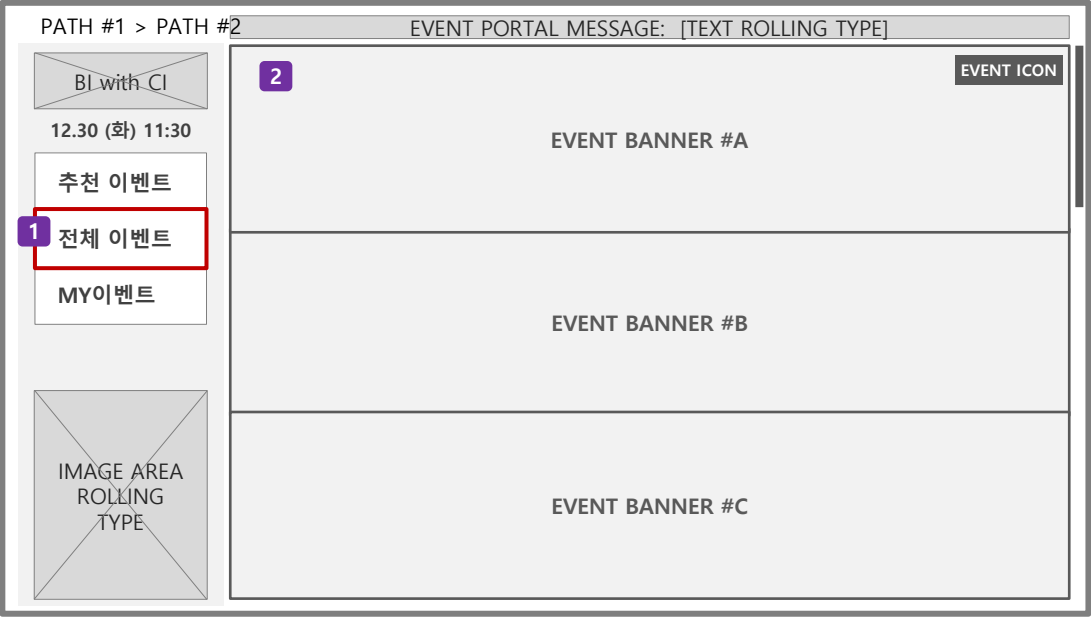 PATH #1 > PATH #2
EVENT PORTAL MESSAGE: [TEXT ROLLING TYPE]
BI with CI
12.30 (화) 11:30
추천 이벤트
1
전체 이벤트
MY이벤트
IMAGE AREA
ROLLING
TYPE
2
EVENT ICON
EVENT BANNER #A
EVENT BANNER #B
EVENT BANNER #C